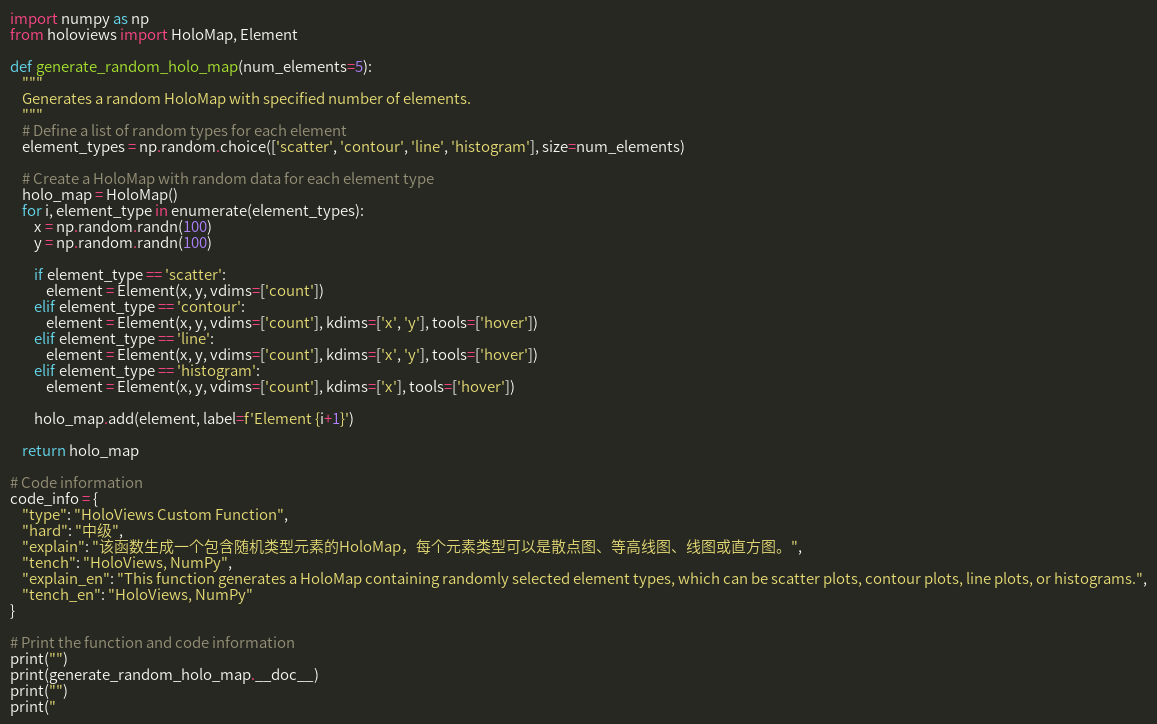 import numpy as np
from holoviews import HoloMap, Element

def generate_random_holo_map(num_elements=5):
    """
    Generates a random HoloMap with specified number of elements.
    """
    # Define a list of random types for each element
    element_types = np.random.choice(['scatter', 'contour', 'line', 'histogram'], size=num_elements)

    # Create a HoloMap with random data for each element type
    holo_map = HoloMap()
    for i, element_type in enumerate(element_types):
        x = np.random.randn(100)
        y = np.random.randn(100)

        if element_type == 'scatter':
            element = Element(x, y, vdims=['count'])
        elif element_type == 'contour':
            element = Element(x, y, vdims=['count'], kdims=['x', 'y'], tools=['hover'])
        elif element_type == 'line':
            element = Element(x, y, vdims=['count'], kdims=['x', 'y'], tools=['hover'])
        elif element_type == 'histogram':
            element = Element(x, y, vdims=['count'], kdims=['x'], tools=['hover'])

        holo_map.add(element, label=f'Element {i+1}')

    return holo_map

# Code information
code_info = {
    "type": "HoloViews Custom Function",
    "hard": "中级",
    "explain": "该函数生成一个包含随机类型元素的HoloMap，每个元素类型可以是散点图、等高线图、线图或直方图。",
    "tench": "HoloViews, NumPy",
    "explain_en": "This function generates a HoloMap containing randomly selected element types, which can be scatter plots, contour plots, line plots, or histograms.",
    "tench_en": "HoloViews, NumPy"
}

# Print the function and code information
print("")
print(generate_random_holo_map.__doc__)
print("")
print("